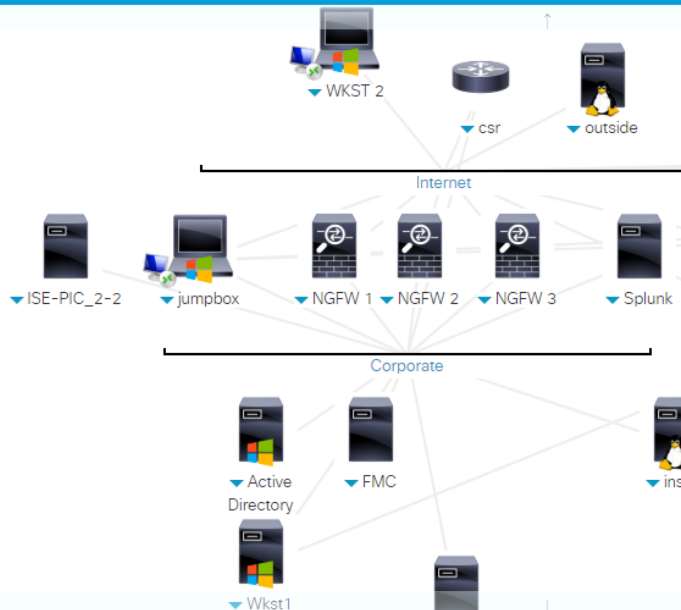 WKST 2
csr
outside
Internet
ISE-PIC_2-2
jumpbox
NGFW 1
NGFW 2
NGFW 3
Splunk
Corporate
Active
Directory
FMC
ins
Wkst1